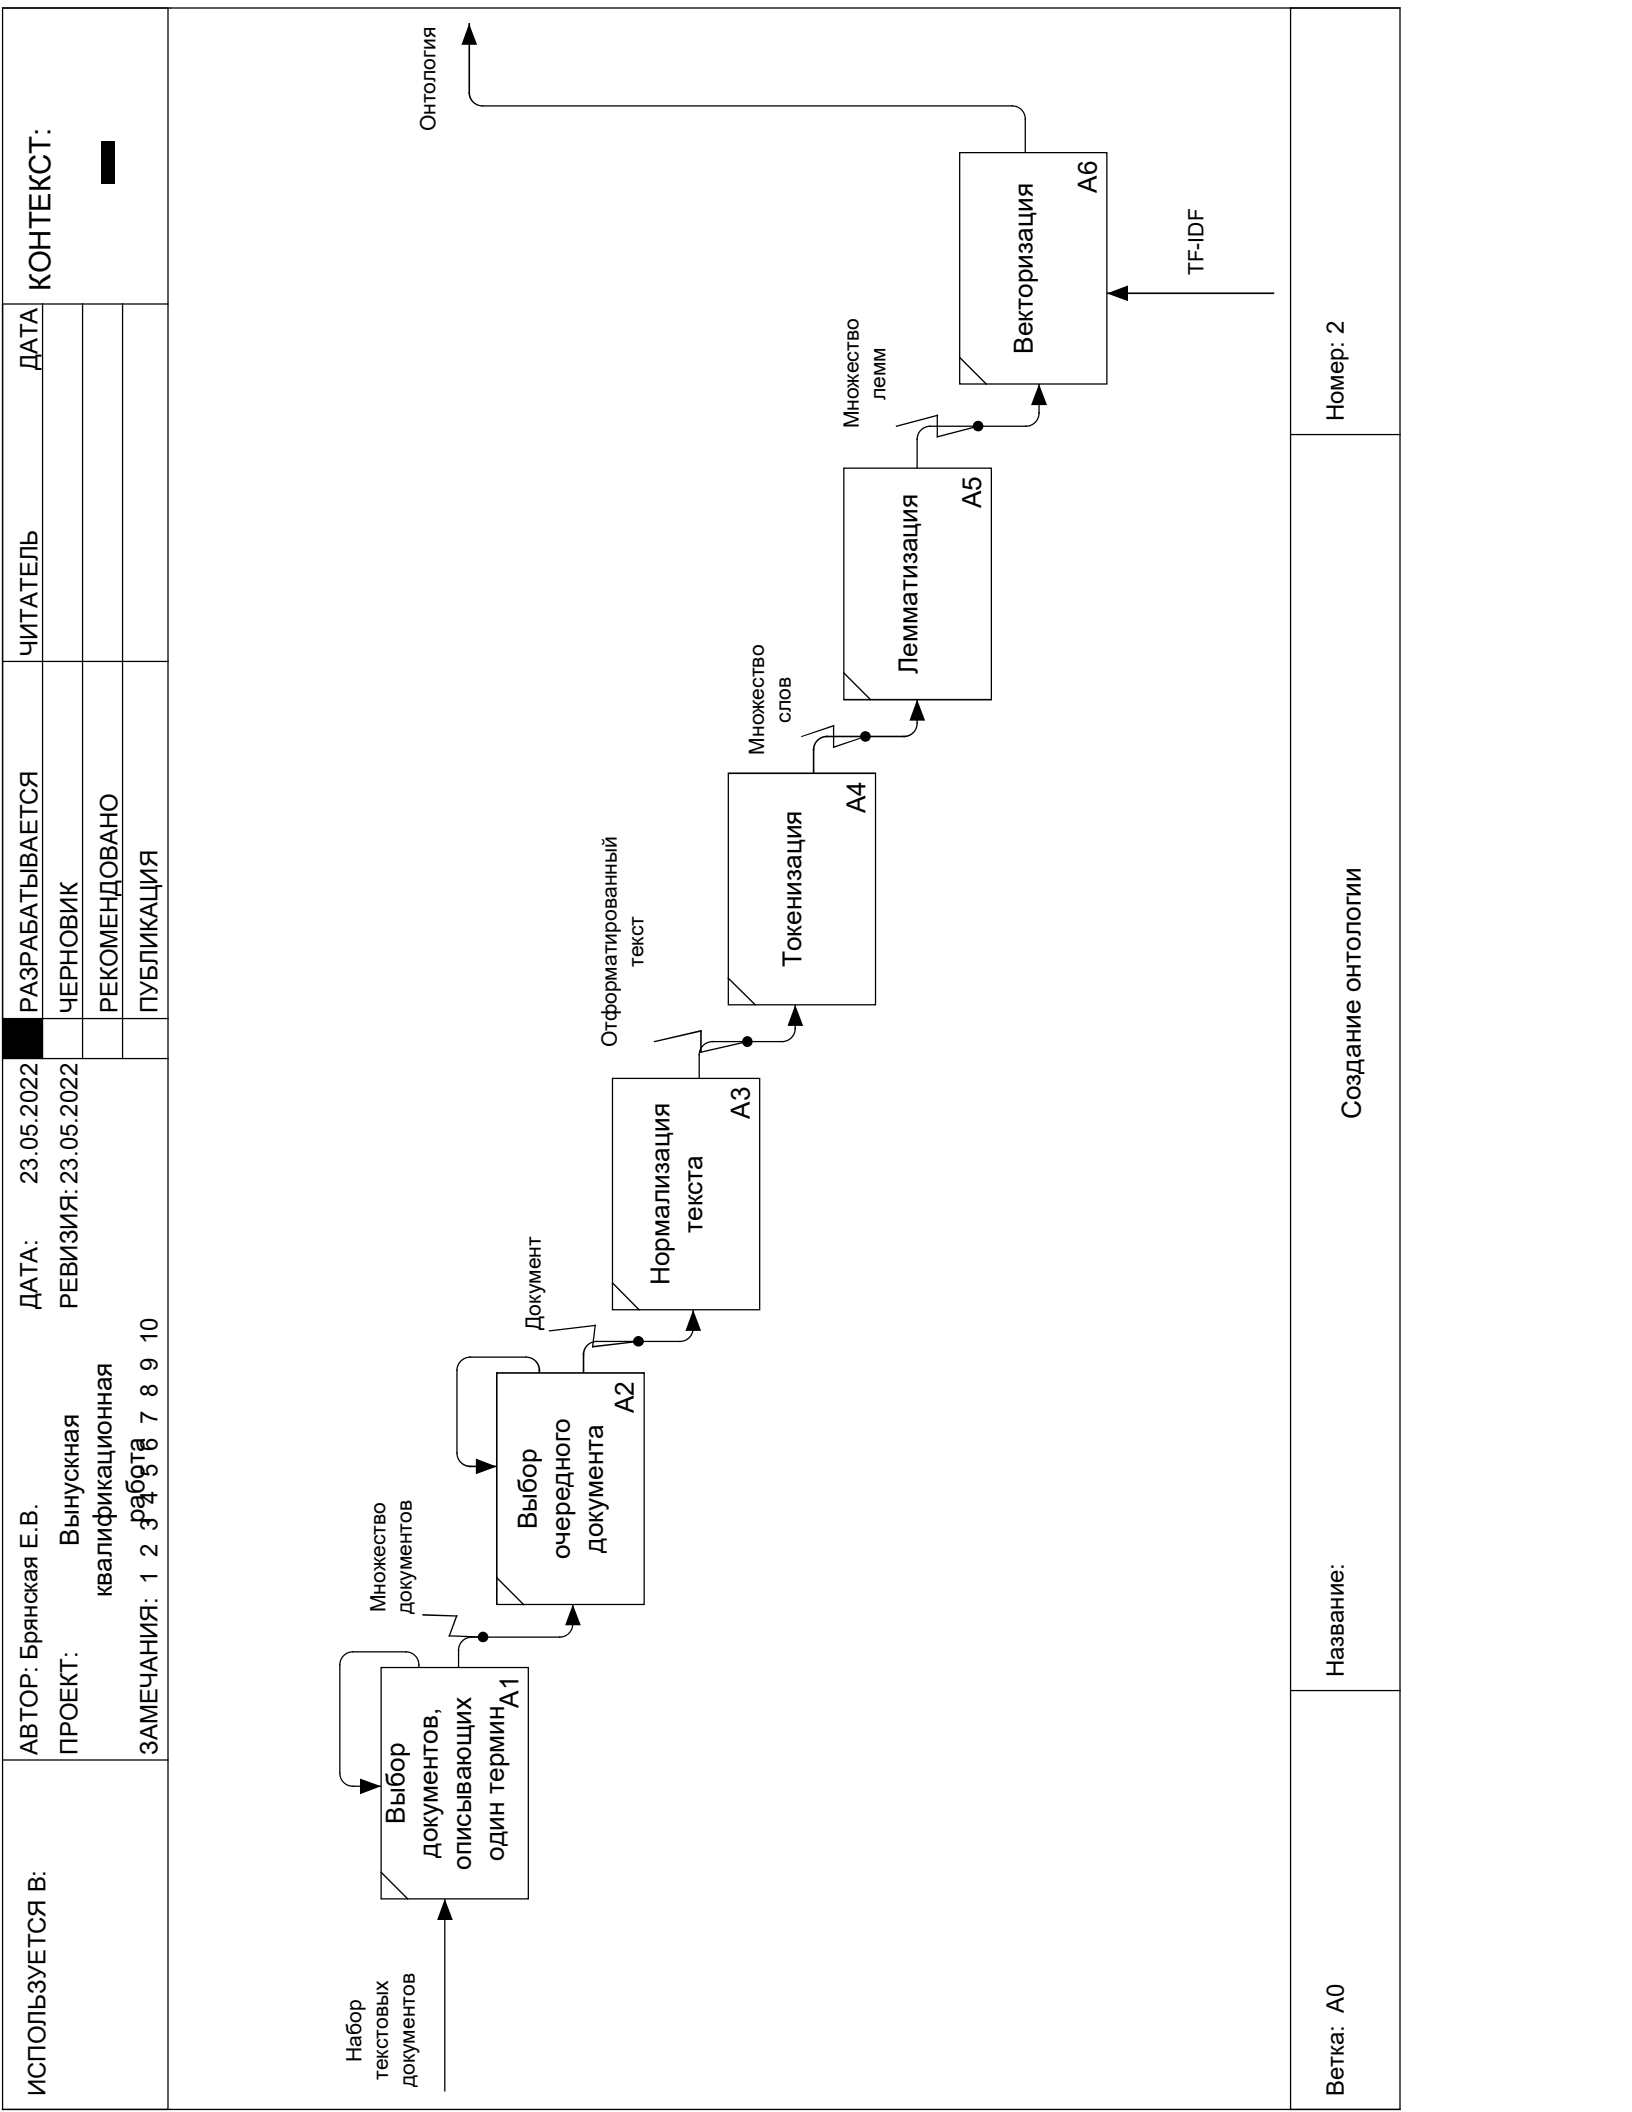 ИСПОЛЬЗУЕТСЯ В:
АВТОР: Брянская Е.В.
ДАТА: 23.05.2022
РАЗРАБАТЫВАЕТСЯ
ЧИТАТЕЛЬ
ДАТА
КОНТЕКСТ:
ПРОЕКТ:
Вынускная
квалификационная
работа
РЕВИЗИЯ: 23.05.2022
ЧЕРНОВИК
РЕКОМЕНДОВАНО
ЗАМЕЧАНИЯ: 1 2 3 4 5 6 7 8 9 10
ПУБЛИКАЦИЯ
Набор
текстовых
документов
Выбор
документов,
описывающих
один термин
A1
Множество
документов
Выбор
очередного
документа
A2
Документ
Нормализация
текста
A3
Отформатированный
текст
Токенизация
A4
Множество
слов
Лемматизация
A5
Множество
лемм
Векторизация
A6
TF-IDF
Онтология
Ветка: A0
Название:
Создание онтологии
Номер: 2